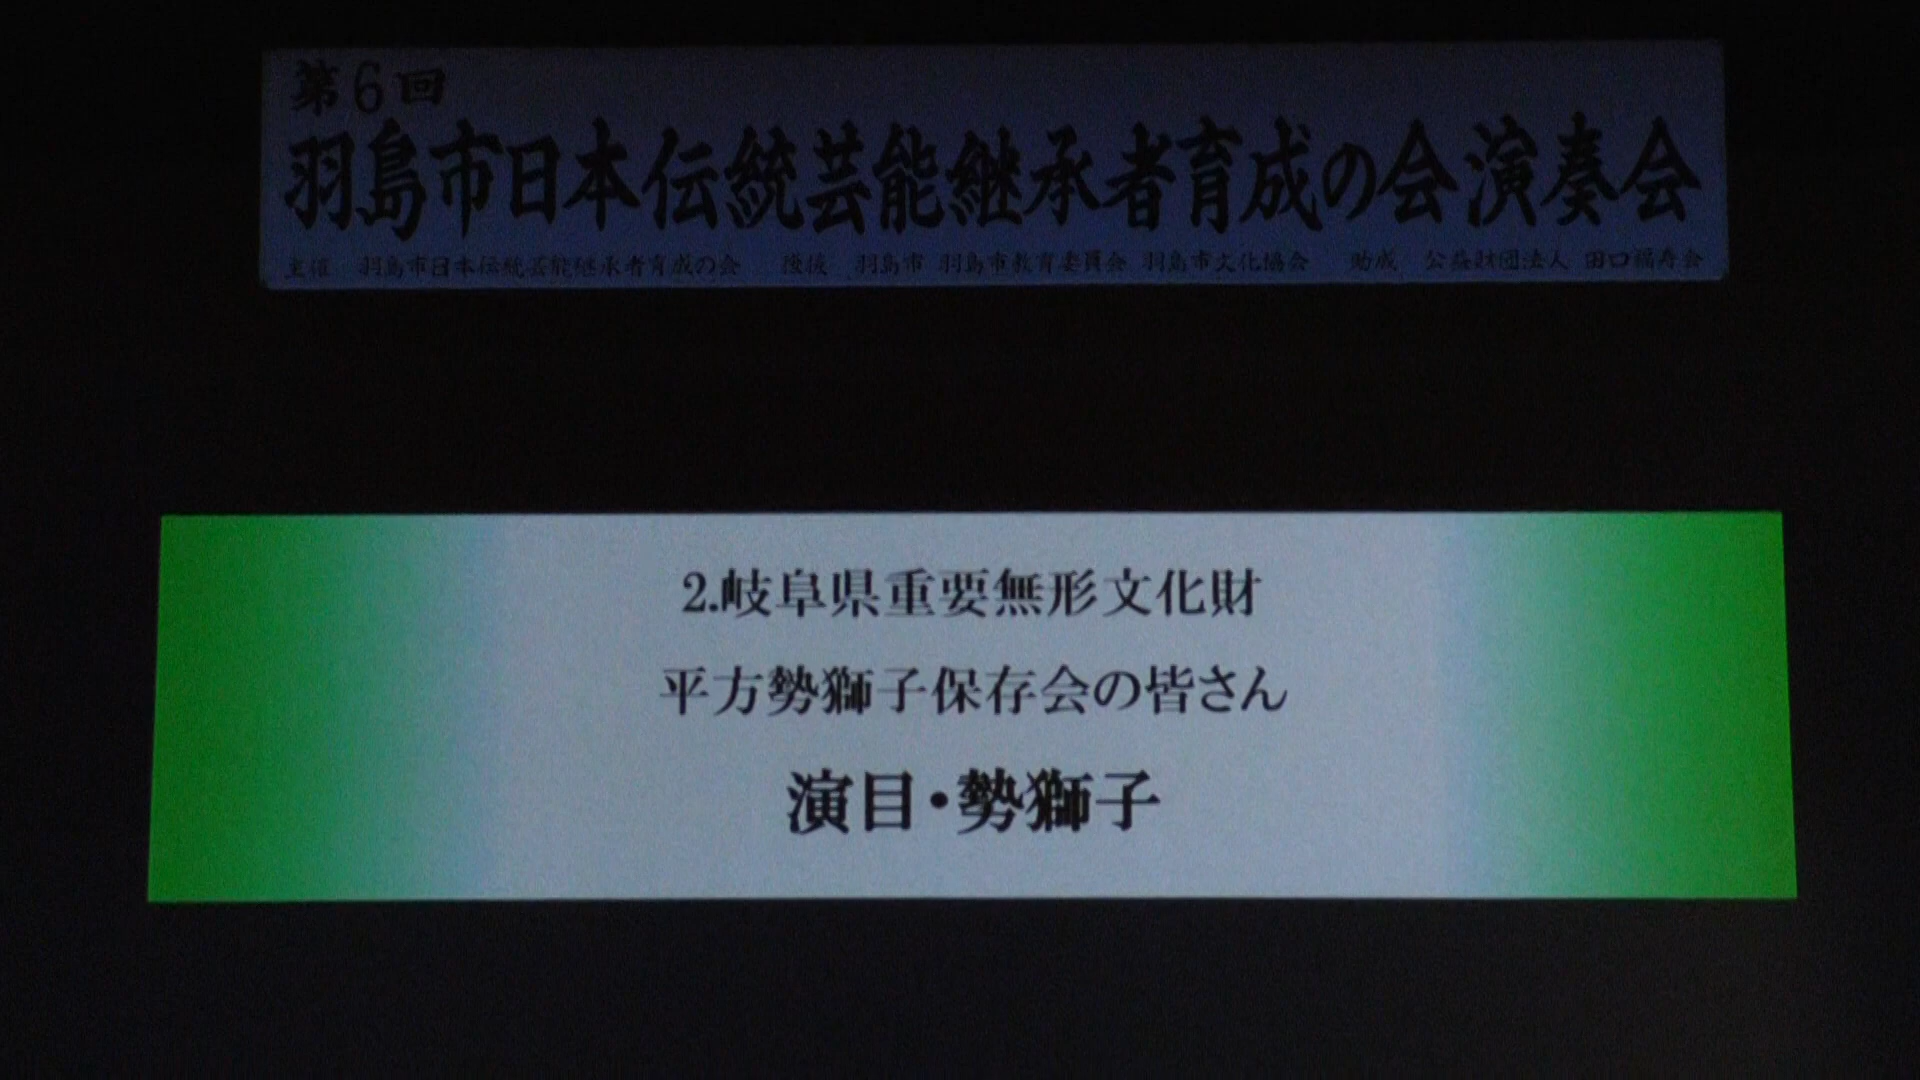 第6回
羽島市日本伝統芸能継承者育成の会演奏会
主催 羽島市日本伝統芸能継承者育成の会 後援 羽島市 羽島市教育委員会 羽島市文化協会 助成 公益財団法人 田口福寿会
2.岐阜県重要無形文化財
平方勢獅子保存会の皆さん
演目・勢獅子